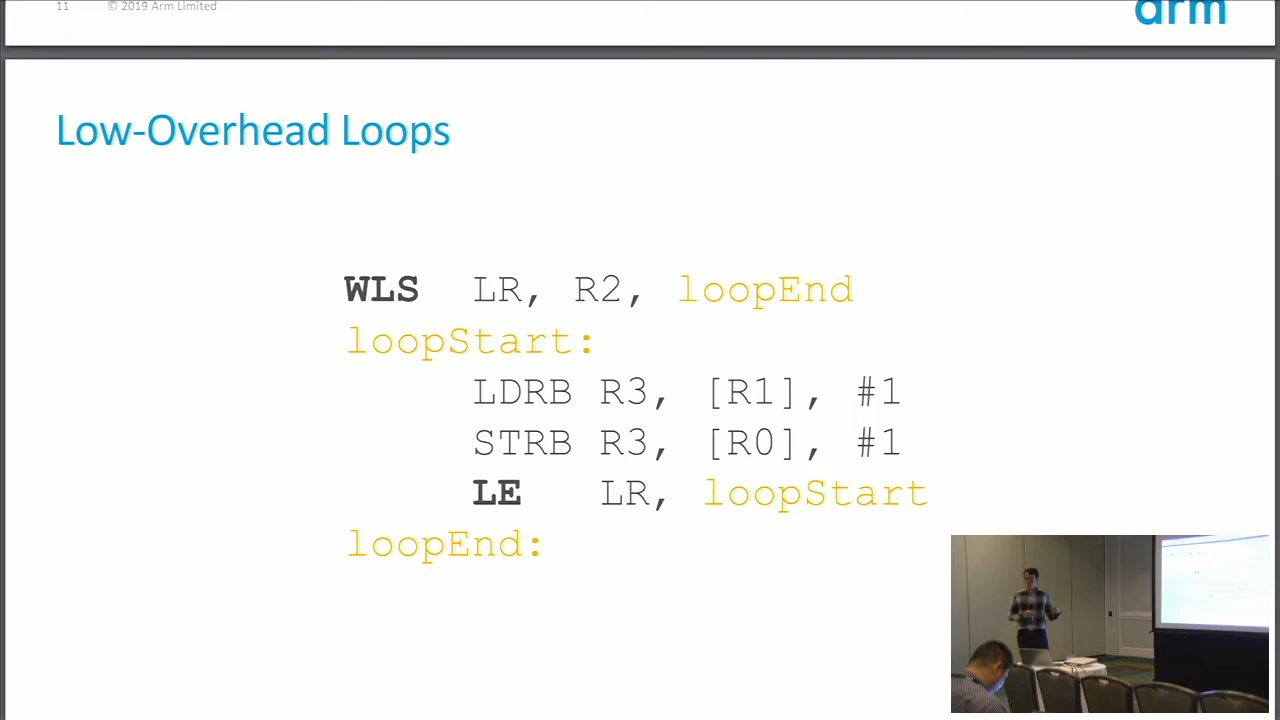 11 © 2019 Arm Limited
arm
Low-Overhead Loops
WLS LR, R2, loopEnd
loopStart:
LDRB R3, [R1], #1
STRB R3, [R0], #1
LE LR, loopStart
loopEnd: